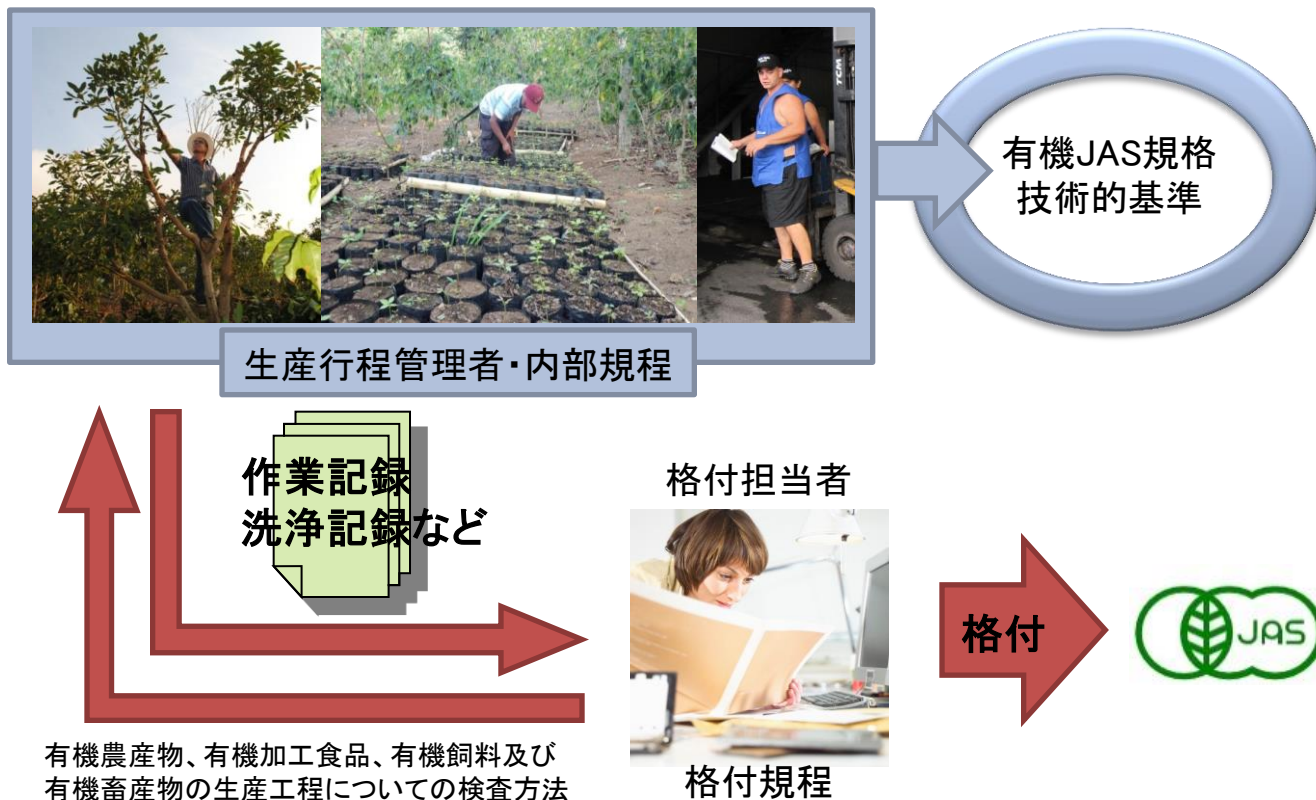 有機JAS規格
技術的基準
TCM
生産行程管理者・内部規程
作業記録
洗浄記録など
格付担当者
格付
JAS
有機農産物、有機加工食品、有機飼料及び
有機畜産物の生産工程についての検査方法
格付規程